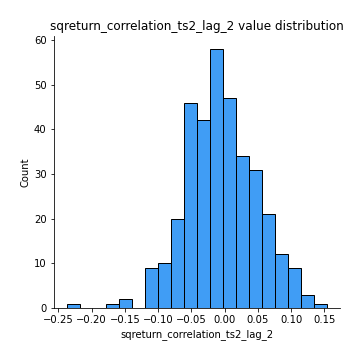 sqreturn_correlation_ts2_lag_2 value distribution
60
50
40
30
20
10
0
Count
−0.25 −0.20 −0.15 −0.10 −0.05 0.00 0.05 0.10 0.15
sqreturn_correlation_ts2_lag_2